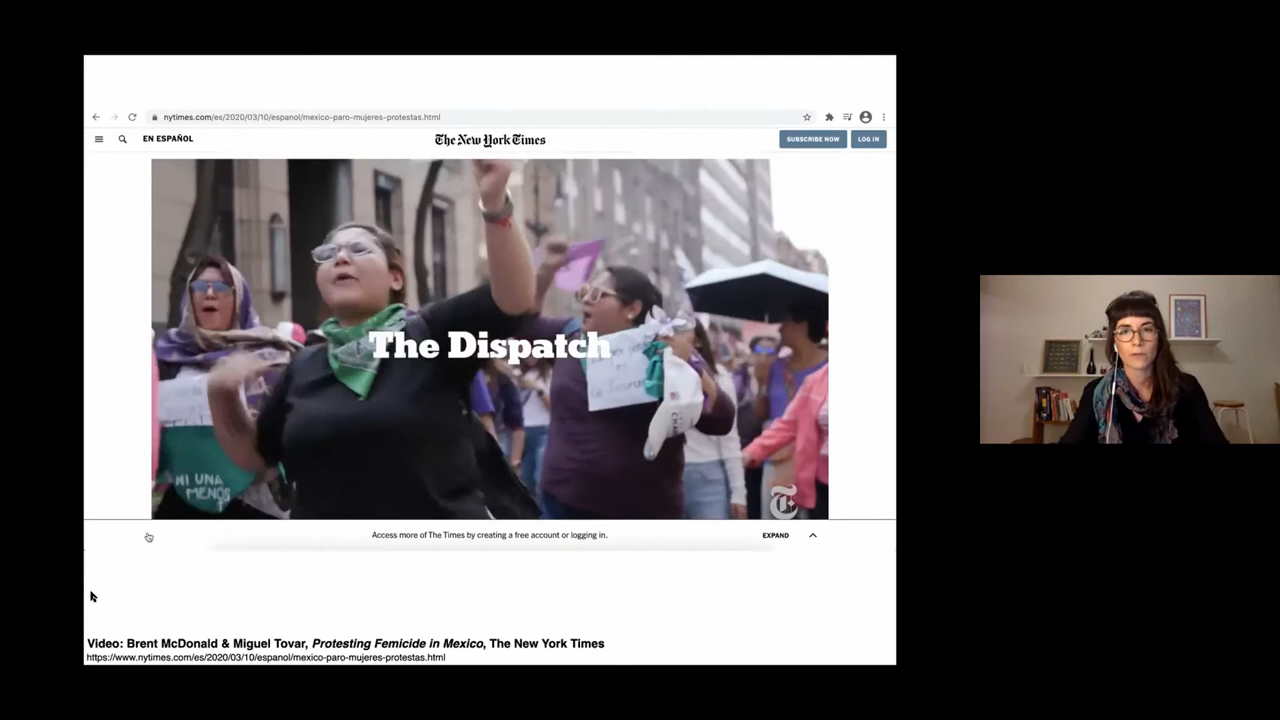 nytimes.com/es/2020/03/10/espanol/mexico-paro-mujeres-protestas.html
EN ESPAÑOL
The New York Times
SUBSCRIBE NOW
LOG IN
The Dispatch
NI UNA
MENOS
Access more of The Times by creating a free account or logging in.
EXPAND
Video: Brent McDonald & Miguel Tovar, Protesting Femicide in Mexico, The New York Times
https://www.nytimes.com/es/2020/03/10/espanol/mexico-paro-mujeres-protestas.html